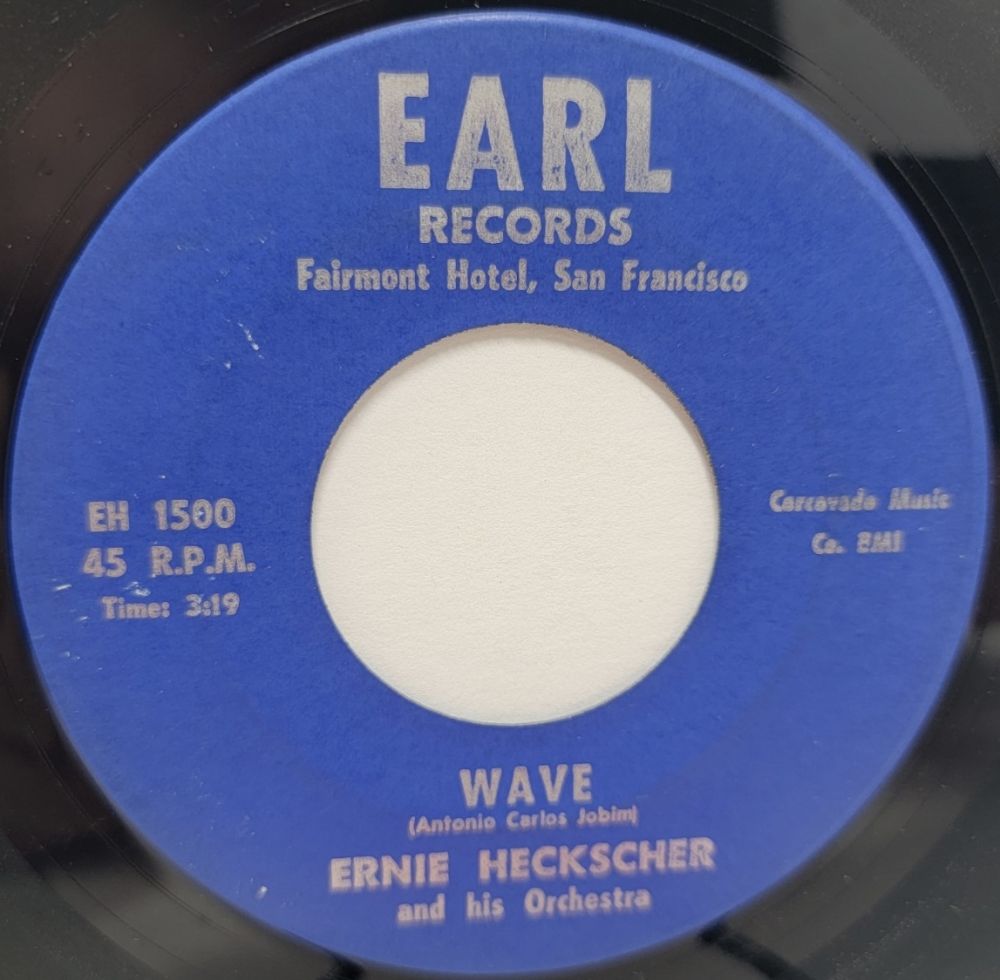 EARL
RECORDS
Fairmont Hotel, San Francisco
EH 1500
45 R.P.M.
Time: 3:19
Corcovado Music
Co. BMI
WAVE
(Antonio Carlos Jobim)
ERNIE HECKSCHER
and his Orchestra